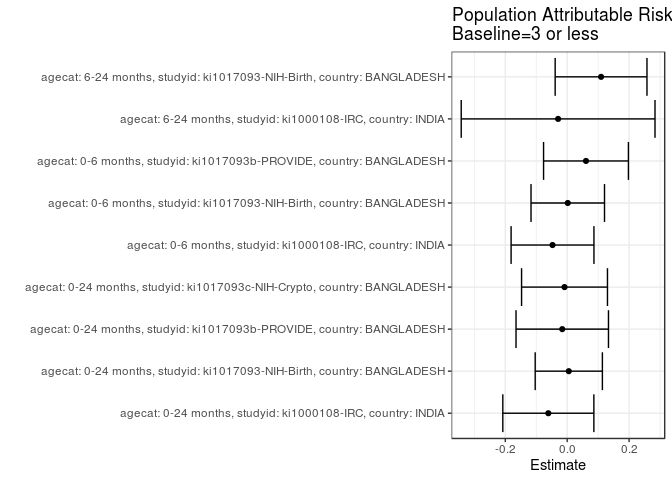 Population Attributable Risk
Baseline=3 or less
agecat: 6-24 months, studyid: ki1017093-NIH-Birth, country: BANGLADESH
agecat: 6-24 months, studyid: ki1000108-IRC, country: INDIA
agecat: 0-6 months, studyid: ki1017093b-PROVIDE, country: BANGLADESH
agecat: 0-6 months, studyid: ki1017093-NIH-Birth, country: BANGLADESH
agecat: 0-6 months, studyid: ki1000108-IRC, country: INDIA
agecat: 0-24 months, studyid: ki1017093c-NIH-Crypto, country: BANGLADESH
agecat: 0-24 months, studyid: ki1017093b-PROVIDE, country: BANGLADESH
agecat: 0-24 months, studyid: ki1017093-NIH-Birth, country: BANGLADESH
agecat: 0-24 months, studyid: ki1000108-IRC, country: INDIA
-0.2 0.0 0.2
Estimate